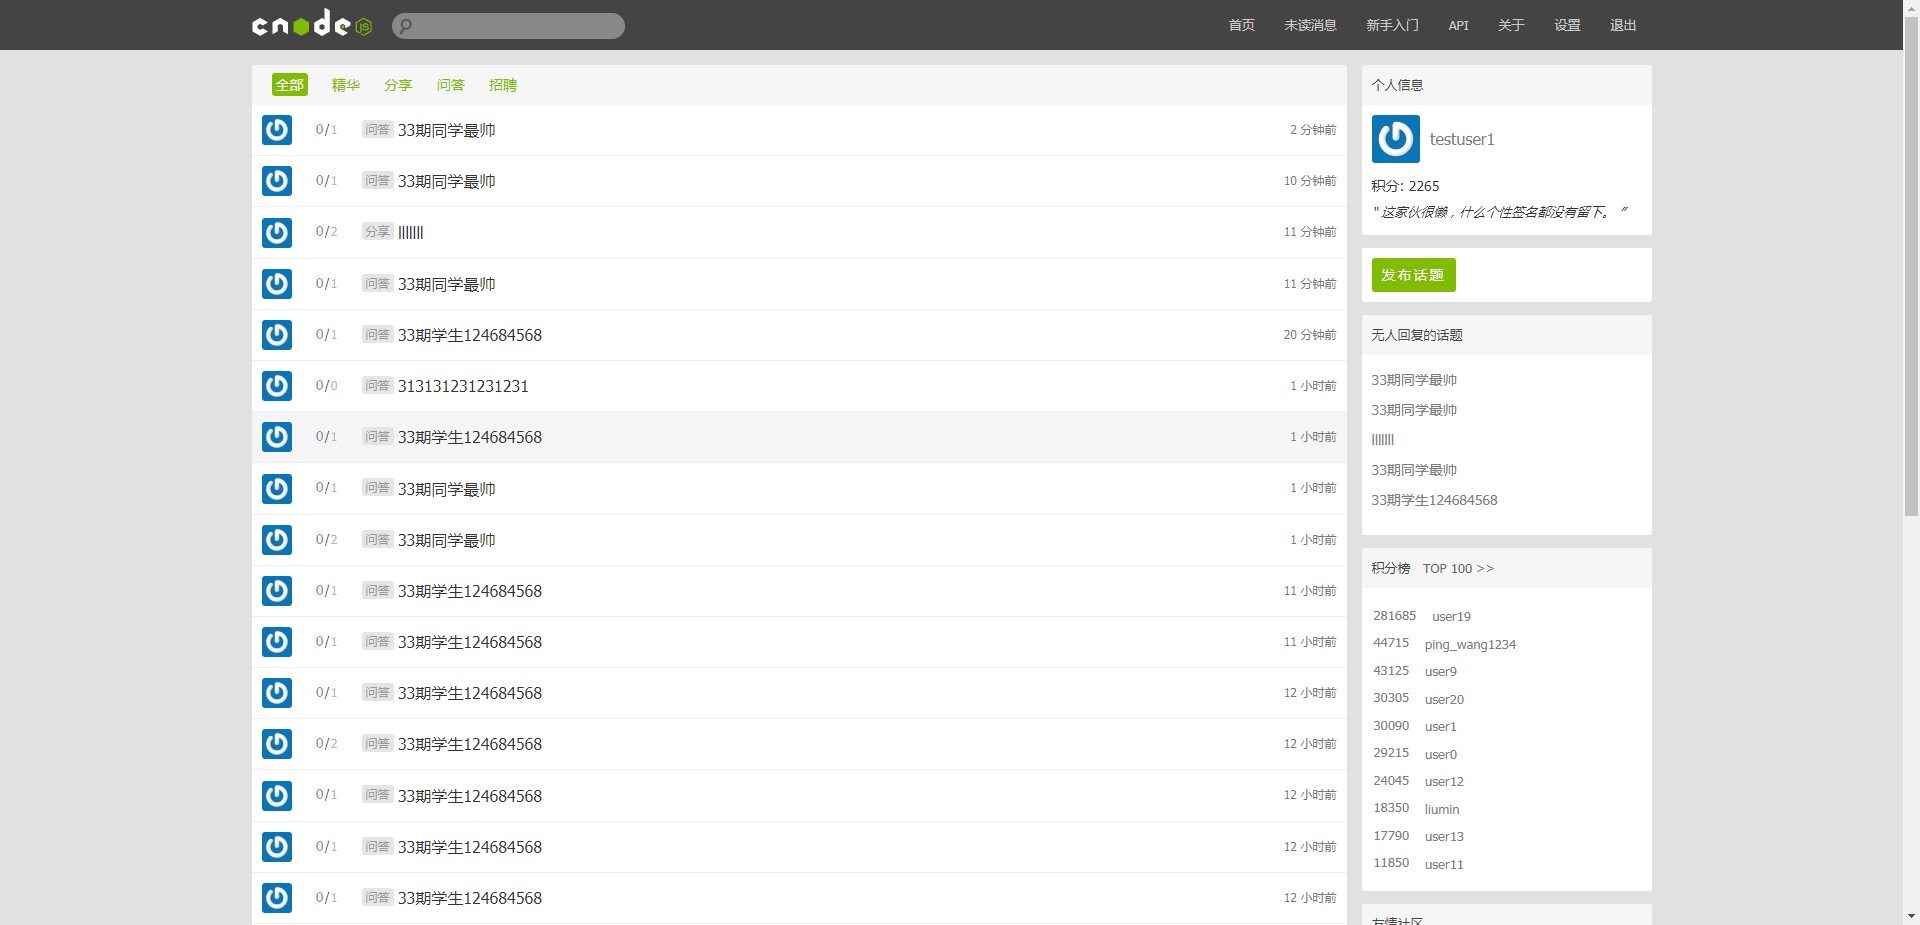 cnode js
首页 未读消息 新手入门 API 关于 设置 退出
全部 精华 分享 问答 招聘
0/1 问答 33期同学最帅 2 分钟前
0/1 问答 33期同学最帅 10 分钟前
0/2 分享 lllllll 11 分钟前
0/1 问答 33期同学最帅 11 分钟前
0/1 问答 33期学生124684568 20 分钟前
0/0 问答 313131231231231 1 小时前
0/1 问答 33期学生124684568 1 小时前
0/1 问答 33期同学最帅 1 小时前
0/2 问答 33期同学最帅 1 小时前
0/1 问答 33期学生124684568 11 小时前
0/1 问答 33期学生124684568 11 小时前
0/1 问答 33期学生124684568 12 小时前
0/2 问答 33期学生124684568 12 小时前
0/1 问答 33期学生124684568 12 小时前
0/1 问答 33期学生124684568 12 小时前
0/1 问答 33期学生124684568 12 小时前
个人信息
testuser1
积分: 2265
" 这家伙很懒，什么个性签名都没有留下。 "
发布话题
无人回复的话题
33期同学最帅
33期同学最帅
lllllll
33期同学最帅
33期学生124684568
积分榜 TOP 100 >>
281685 user19
44715 ping_wang1234
43125 user9
30305 user20
30090 user1
29215 user0
24045 user12
18350 liumin
17790 user13
11850 user11
友情社区